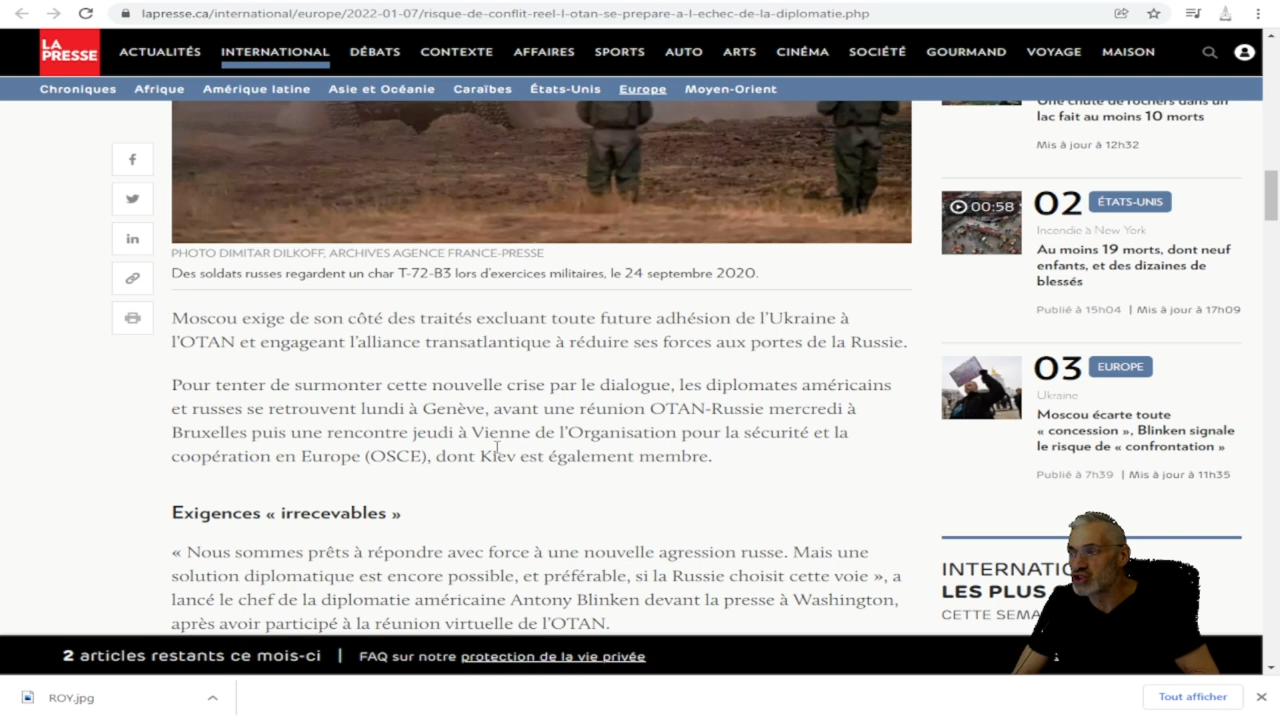 lapresse.ca/international/europe/2022-01-07/risque-de-conflit-reel-l-otan-se-prepare-a-l-echec-de-la-diplomatie.php
LA PRESSE
ACTUALITÉS INTERNATIONAL DÉBATS CONTEXTE AFFAIRES SPORTS AUTO ARTS CINÉMA SOCIÉTÉ GOURMAND VOYAGE MAISON
Chroniques Afrique Amérique latine Asie et Océanie Caraïbes États-Unis Europe Moyen-Orient
PHOTO DIMITAR DILKOFF, ARCHIVES AGENCE FRANCE-PRESSE
Des soldats russes regardent un char T-72-B3 lors d'exercices militaires, le 24 septembre 2020.
Moscou exige de son côté des traités excluant toute future adhésion de l'Ukraine à
l'OTAN et engageant l'alliance transatlantique à réduire ses forces aux portes de la Russie.
Pour tenter de surmonter cette nouvelle crise par le dialogue, les diplomates américains
et russes se retrouvent lundi à Genève, avant une réunion OTAN-Russie mercredi à
Bruxelles puis une rencontre jeudi à Vienne de l'Organisation pour la sécurité et la
coopération en Europe (OSCE), dont Kiev est également membre.
Exigences « irrecevables »
« Nous sommes prêts à répondre avec force à une nouvelle agression russe. Mais une
solution diplomatique est encore possible, et préférable, si la Russie choisit cette voie », a
lancé le chef de la diplomatie américaine Antony Blinken devant la presse à Washington,
après avoir participé à la réunion virtuelle de l'OTAN.
Une chute de rochers dans un
lac fait au moins 10 morts
Mis à jour à 12h32
00:58
02 ÉTATS-UNIS
Incendie à New York
Au moins 19 morts, dont neuf
enfants, et des dizaines de
blessés
Publié à 15h04 | Mis à jour à 17h09
03 EUROPE
Ukraine
Moscou écarte toute
« concession », Blinken signale
le risque de « confrontation »
Publié à 7h39 | Mis à jour à 11h35
LES PLUS
CETTE
2 articles restants ce mois-ci | FAQ sur notre protection de la vie privée
ROY.jpg
Tout afficher